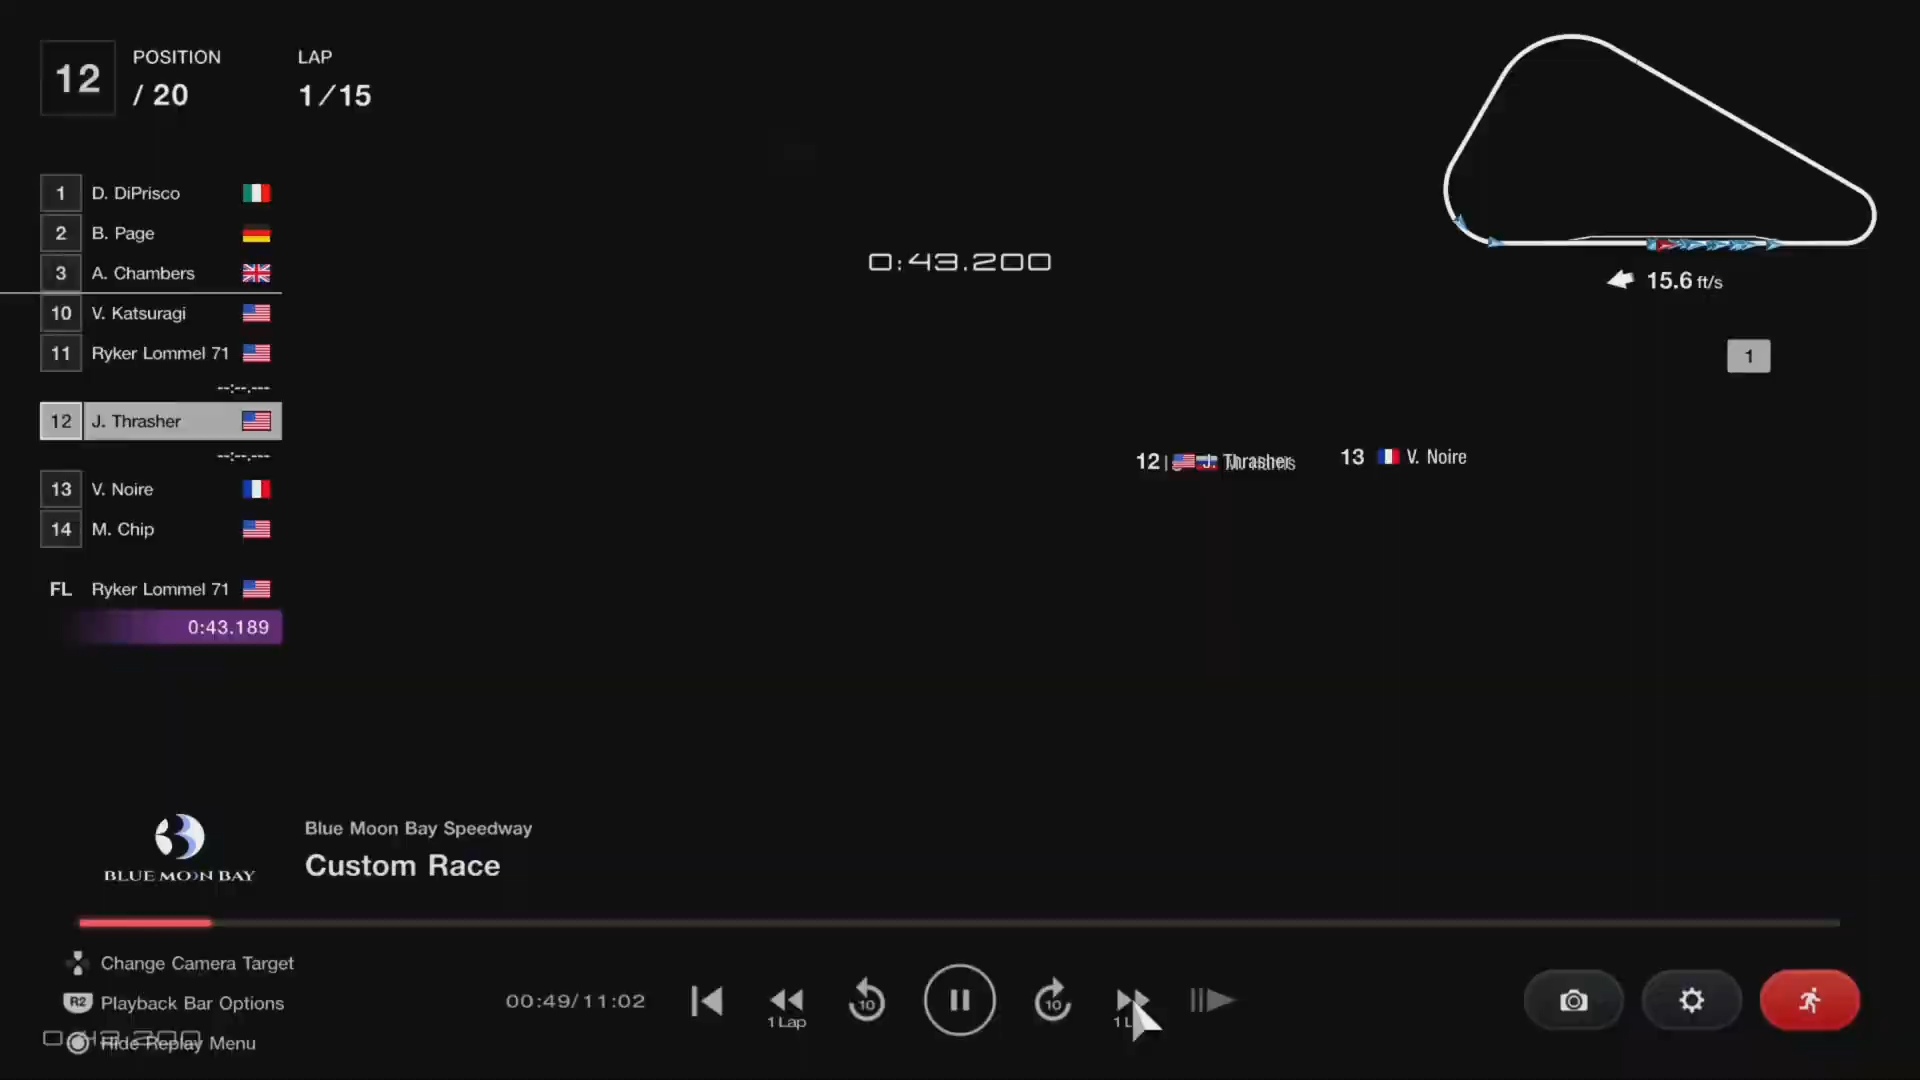 12
POSITION
/ 20
LAP
1/15
1 D. DiPrisco
2 B. Page
3 A. Chambers
10 V. Katsuragi
11 Ryker Lommel 71
--:--.---
12 J. Thrasher
--:--.---
13 V. Noire
14 M. Chip
FL Ryker Lommel 71
0:43.189
0:43.200
15.6 ft/s
1
12 J. Thrasher
13 V. Noire
BLUE MOON BAY
Blue Moon Bay Speedway
Custom Race
Change Camera Target
R2 Playback Bar Options
Hide Replay Menu
00:49/11:02
1 Lap
10
10
1 L